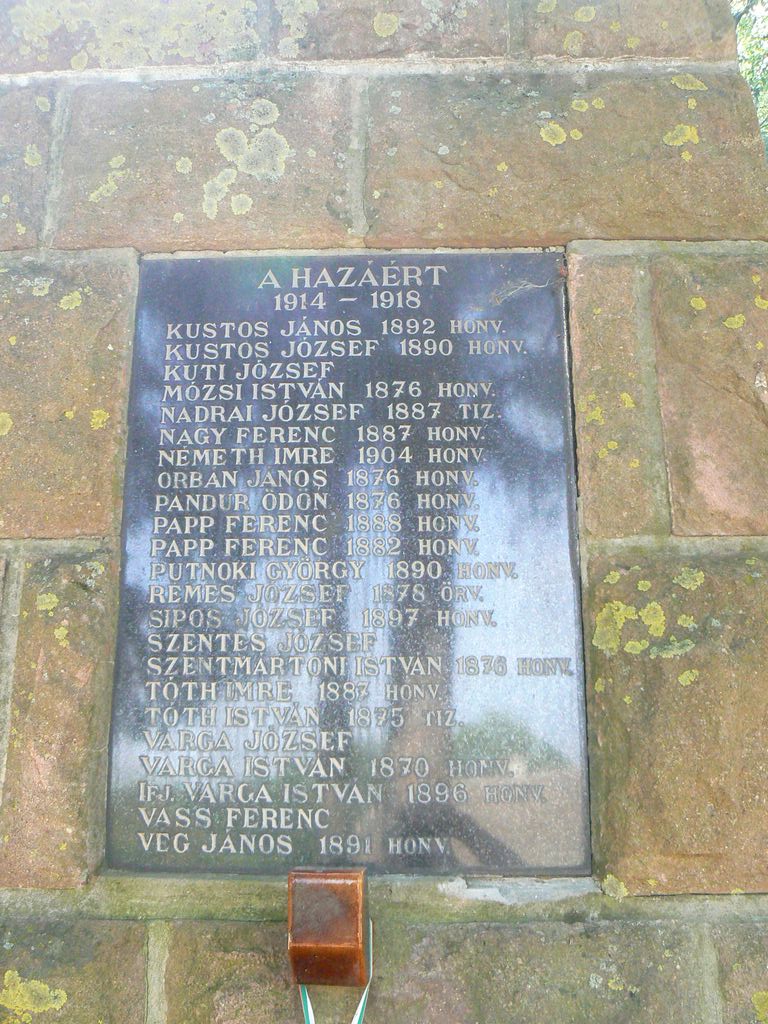 A HAZÁÉRT
1914 – 1918
KUSTOS JÁNOS 1892 HONV.
KUSTOS JÓZSEF 1890 HONV.
KUTI JÓZSEF
MÓZSI ISTVÁN 1876 HONV.
NADRAI JÓZSEF 1887 TIZ.
NAGY FERENC 1887 HONV.
NÉMETH IMRE 1904 HONV.
ORBÁN JÁNOS 1876 HONV.
PANDUR ÖDÖN 1876 HONV.
PAPP FERENC 1888 HONV.
PAPP FERENC 1882 HONV.
PUTNOKI GYÖRGY 1890 HONV.
REMES JÓZSEF 1878 ŐRV.
SIPOS JÓZSEF 1897 HONV.
SZENTES JÓZSEF
SZENTMÁRTONI ISTVÁN 1876 HONV.
TÓTH IMRE 1887 HONV.
TÓTH ISTVÁN 1875 TIZ.
VARGA JÓZSEF
VARGA ISTVÁN 1870 HONV.
IFJ. VARGA ISTVÁN 1896 HONV.
VASS FERENC
VEG JÁNOS 1891 HONV.